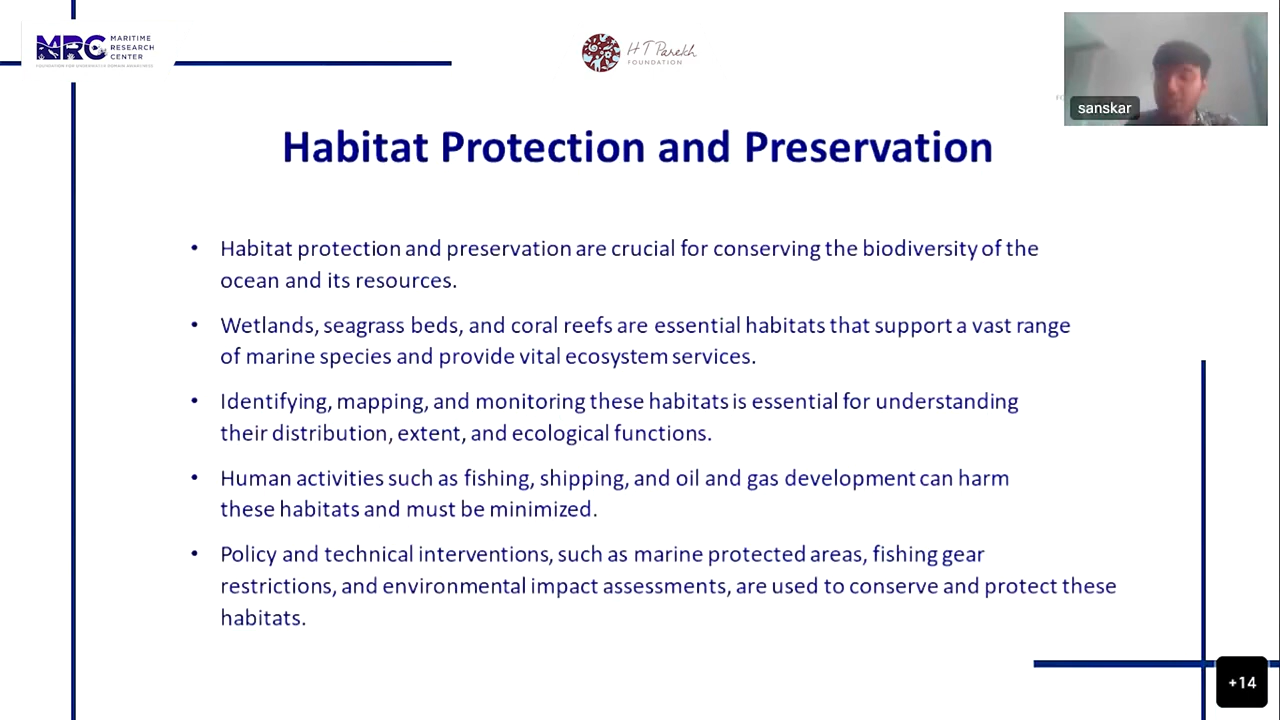 MRC
MARITIME
RESEARCH
CENTER
FOUNDATION FOR UNDERWATER DOMAIN AWARENESS
H T Parekh
FOUNDATION
sanskar
Habitat Protection and Preservation
• Habitat protection and preservation are crucial for conserving the biodiversity of the
ocean and its resources.
• Wetlands, seagrass beds, and coral reefs are essential habitats that support a vast range
of marine species and provide vital ecosystem services.
• Identifying, mapping, and monitoring these habitats is essential for understanding
their distribution, extent, and ecological functions.
• Human activities such as fishing, shipping, and oil and gas development can harm
these habitats and must be minimized.
• Policy and technical interventions, such as marine protected areas, fishing gear
restrictions, and environmental impact assessments, are used to conserve and protect these
habitats.
+14